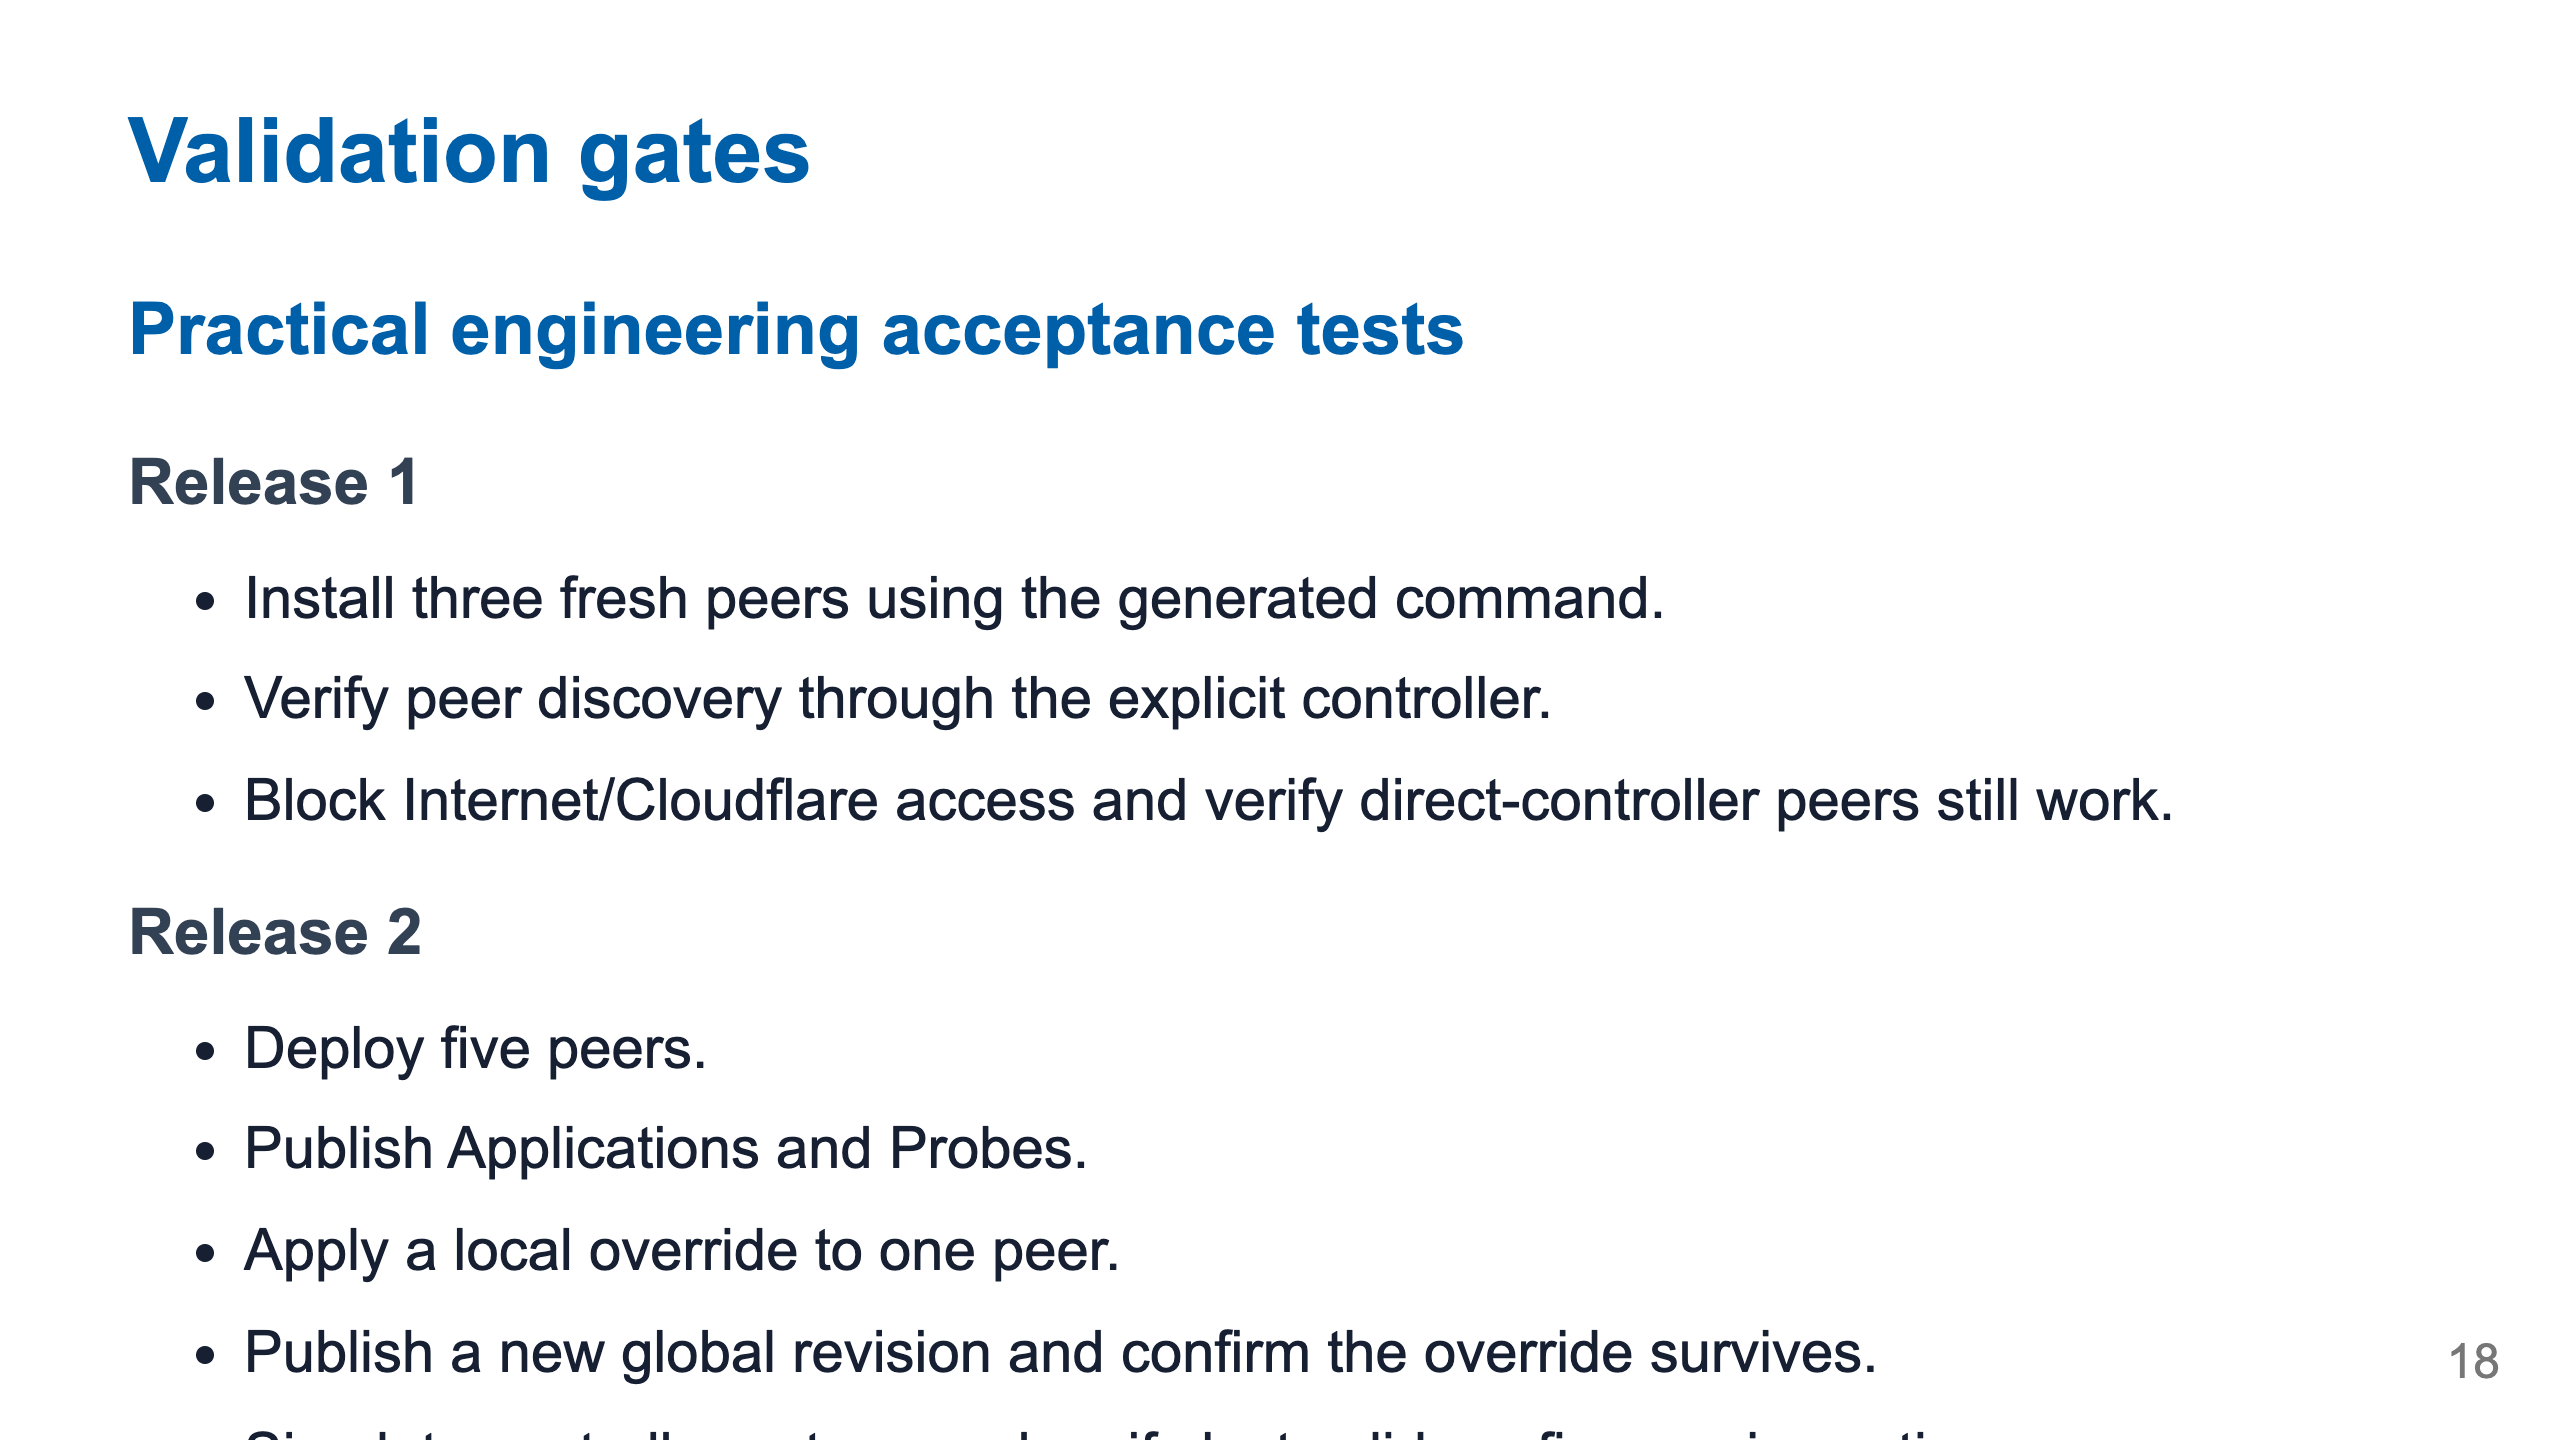 Validation gates
Practical engineering acceptance tests
Release 1
• Install three fresh peers using the generated command.
• Verify peer discovery through the explicit controller.
• Block Internet/Cloudflare access and verify direct-controller peers still work.
Release 2
• Deploy five peers.
• Publish Applications and Probes.
• Apply a local override to one peer.
• Publish a new global revision and confirm the override survives.
18